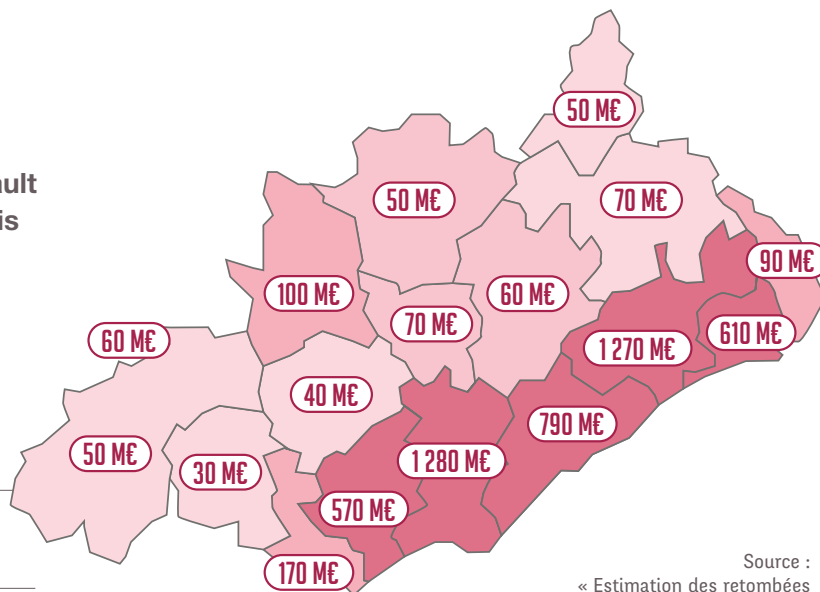 50 M€
ault
is
50 M€
70 M€
90 M€
100 M€
60 M€
70 M€
610 M€
60 M€
1 270 M€
40 M€
790 M€
50 M€
30 M€
1 280 M€
570 M€
170 M€
Source :
« Estimation des retombées